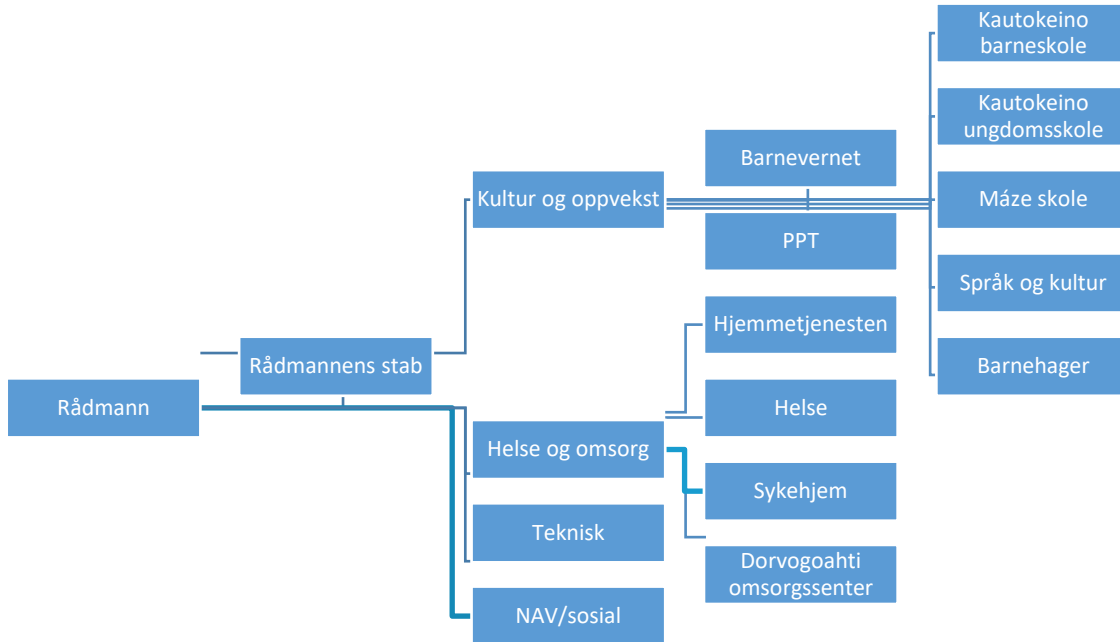 Rådmann
Rådmannens stab
Kultur og oppvekst
Barnevernet
PPT
Kautokeino
barneskole
Kautokeino
ungdomsskole
Máze skole
Språk og kultur
Barnehager
Helse og omsorg
Hjemmetjenesten
Helse
Sykehjem
Dorvogoahti
omsorgssenter
Teknisk
NAV/sosial